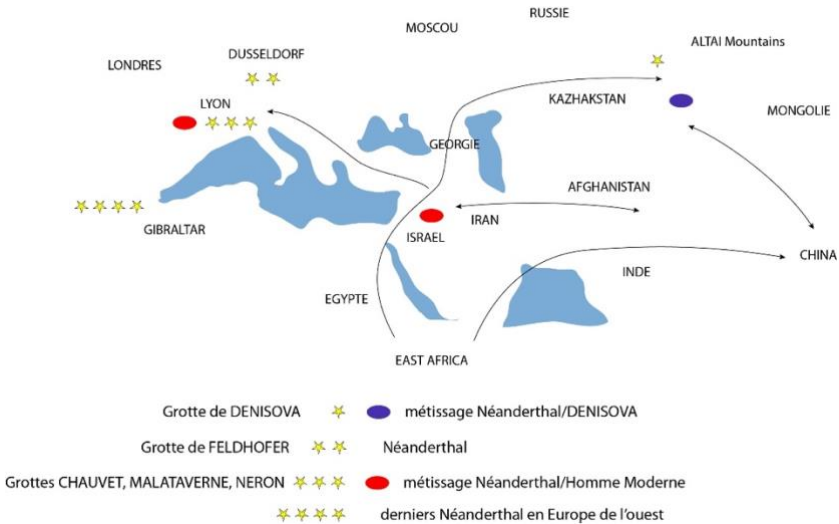 MOSCOU
RUSSIE
ALTAI Mountains
DUSSELDORF
LONDRES
LYON
KAZHAKSTAN
MONGOLIE
GEORGIE
AFGHANISTAN
IRAN
ISRAEL
GIBRALTAR
CHINA
INDE
EGYPTE
EAST AFRICA
Grotte de DENISOVA métissage Néanderthal/DENISOVA
Grotte de FELDHOFER Néanderthal
Grottes CHAUVET, MALATAVERNE, NERON métissage Néanderthal/Homme Moderne
derniers Néanderthal en Europe de l'ouest